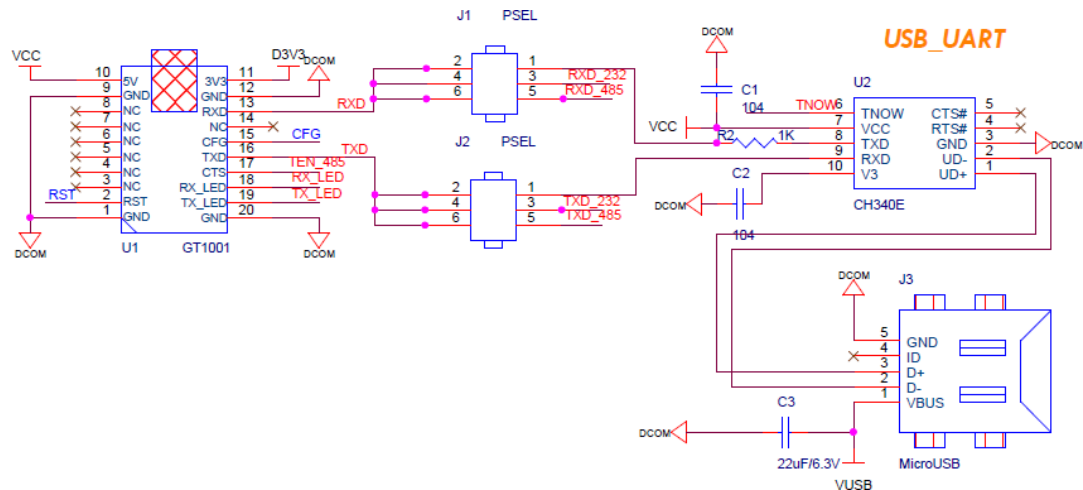 USB_UART
J1 PSEL
VCC
D3V3
DCOM
10 5V
9 GND
8 NC
7 NC
6 NC
5 NC
4 NC
3 NC
RST 2 RST
1 GND
DCOM
U1 GT1001
3V3 11
GND 12
RXD 13 RXD
NC 14
CFG 15 CFG
TXD 16 TXD
CTS 17 TEN_485
RX_LED 18 RX_LED
TX_LED 19 TX_LED
GND 20
DCOM
2 1
4 3 RXD_232
6 5 RXD_485
J2 PSEL
2 1
4 3 TXD_232
6 5 TXD_485
DCOM
C1
104
VCC
R2 1K
C2
104
DCOM
U2
TNOW 6 TNOW
7 VCC
8 TXD
9 RXD
10 V3
CTS# 5
RTS# 4
GND 3 DCOM
UD- 2
UD+ 1
CH340E
J3
DCOM
5 GND
4 ID
3 D+
2 D-
1 VBUS
MicroUSB
C3
DCOM
22uF/6.3V
VUSB